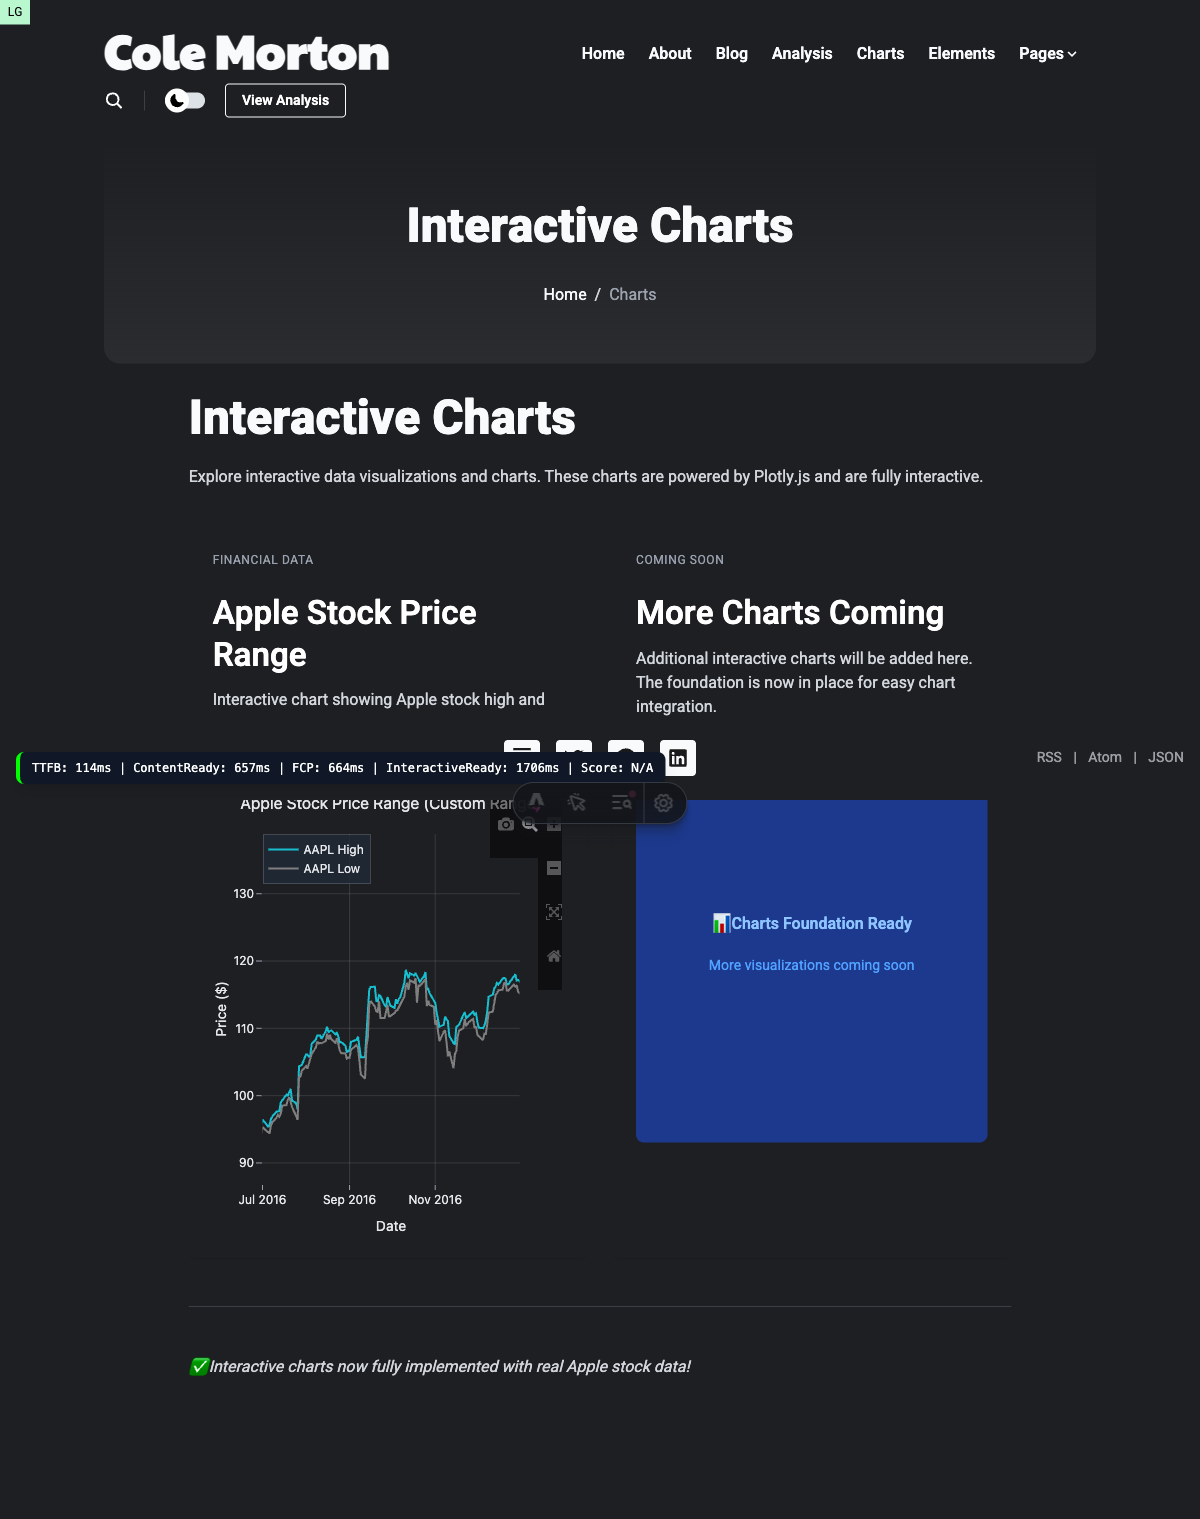 LG
Cole Morton
Home About Blog Analysis Charts Elements Pages
View Analysis
Interactive Charts
Home / Charts
Interactive Charts
Explore interactive data visualizations and charts. These charts are powered by Plotly.js and are fully interactive.
FINANCIAL DATA
Apple Stock Price
Range
Interactive chart showing Apple stock high and
COMING SOON
More Charts Coming
Additional interactive charts will be added here.
The foundation is now in place for easy chart
integration.
in
RSS | Atom | JSON
TTFB: 114ms | ContentReady: 657ms | FCP: 664ms | InteractiveReady: 1706ms | Score: N/A
Apple Stock Price Range (Custom
AAPL High
AAPL Low
130
120
110
100
90
Price ($)
Jul 2016 Sep 2016 Nov 2016
Date
Charts Foundation Ready
More visualizations coming soon
Interactive charts now fully implemented with real Apple stock data!